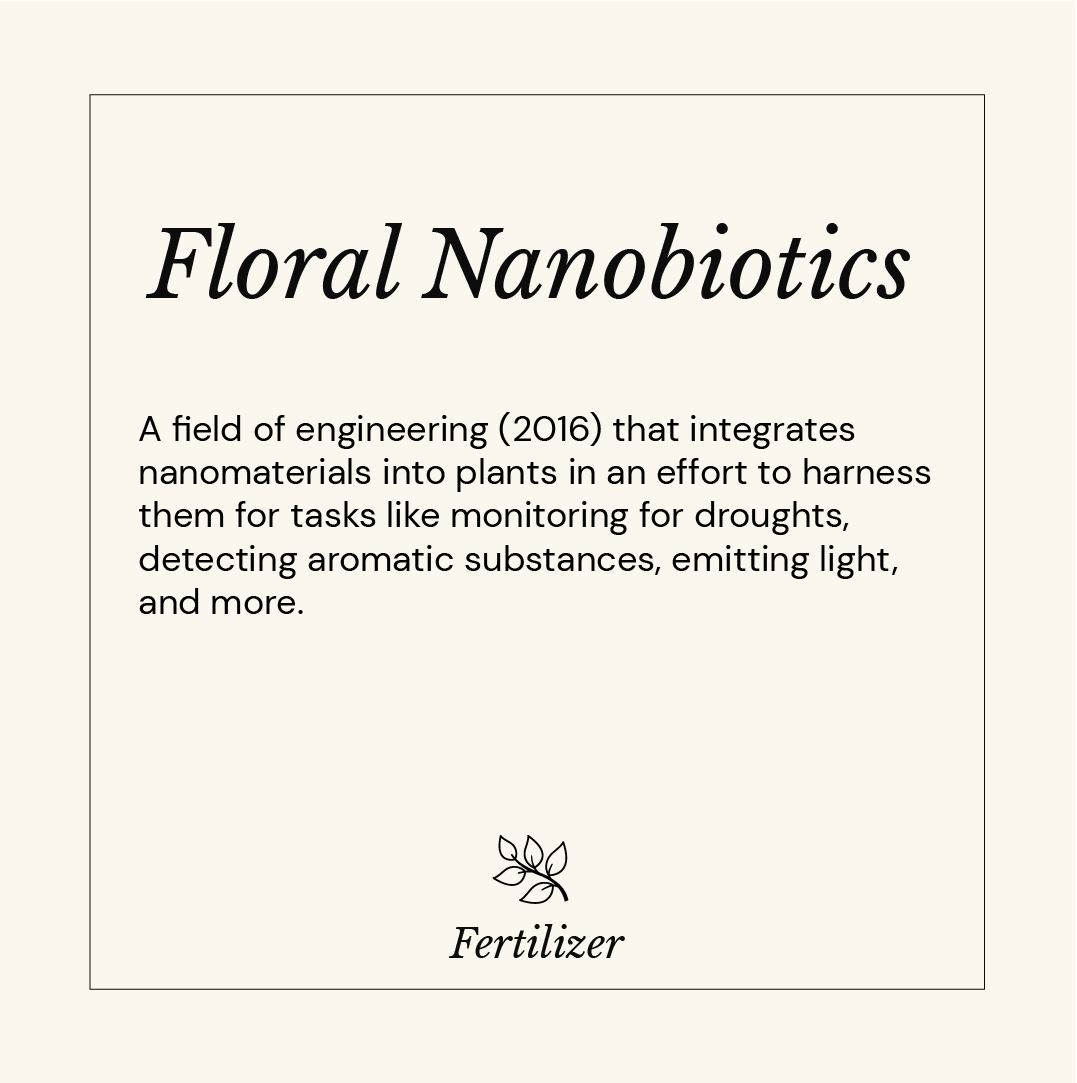 Floral Nanobiotics
A field of engineering (2016) that integrates
nanomaterials into plants in an effort to harness
them for tasks like monitoring for droughts,
detecting aromatic substances, emitting light,
and more.
Fertilizer